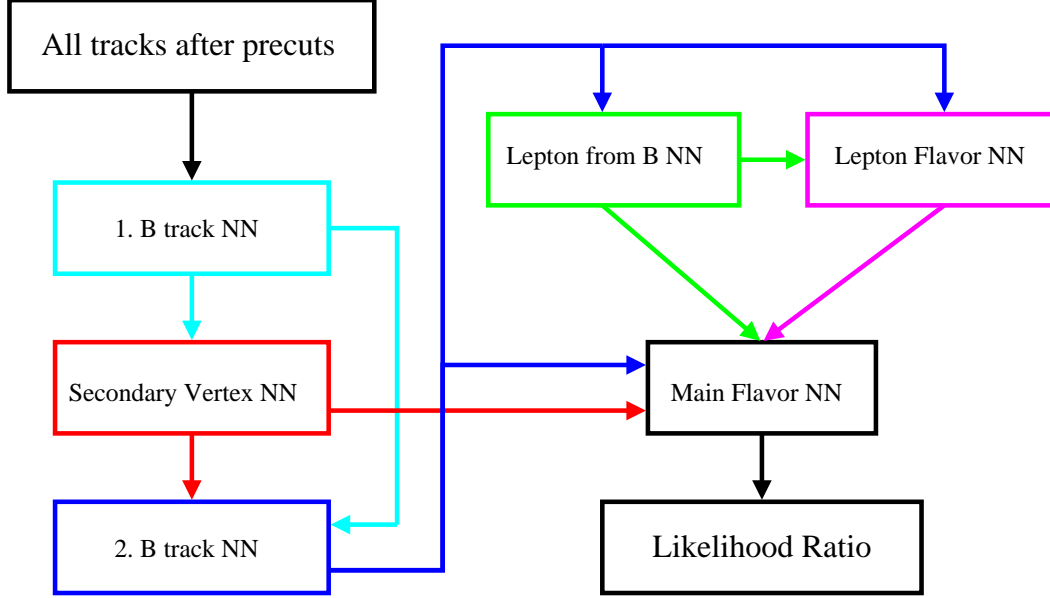 All tracks after precuts
1. B track NN
Secondary Vertex NN
2. B track NN
Lepton from B NN
Lepton Flavor NN
Main Flavor NN
Likelihood Ratio